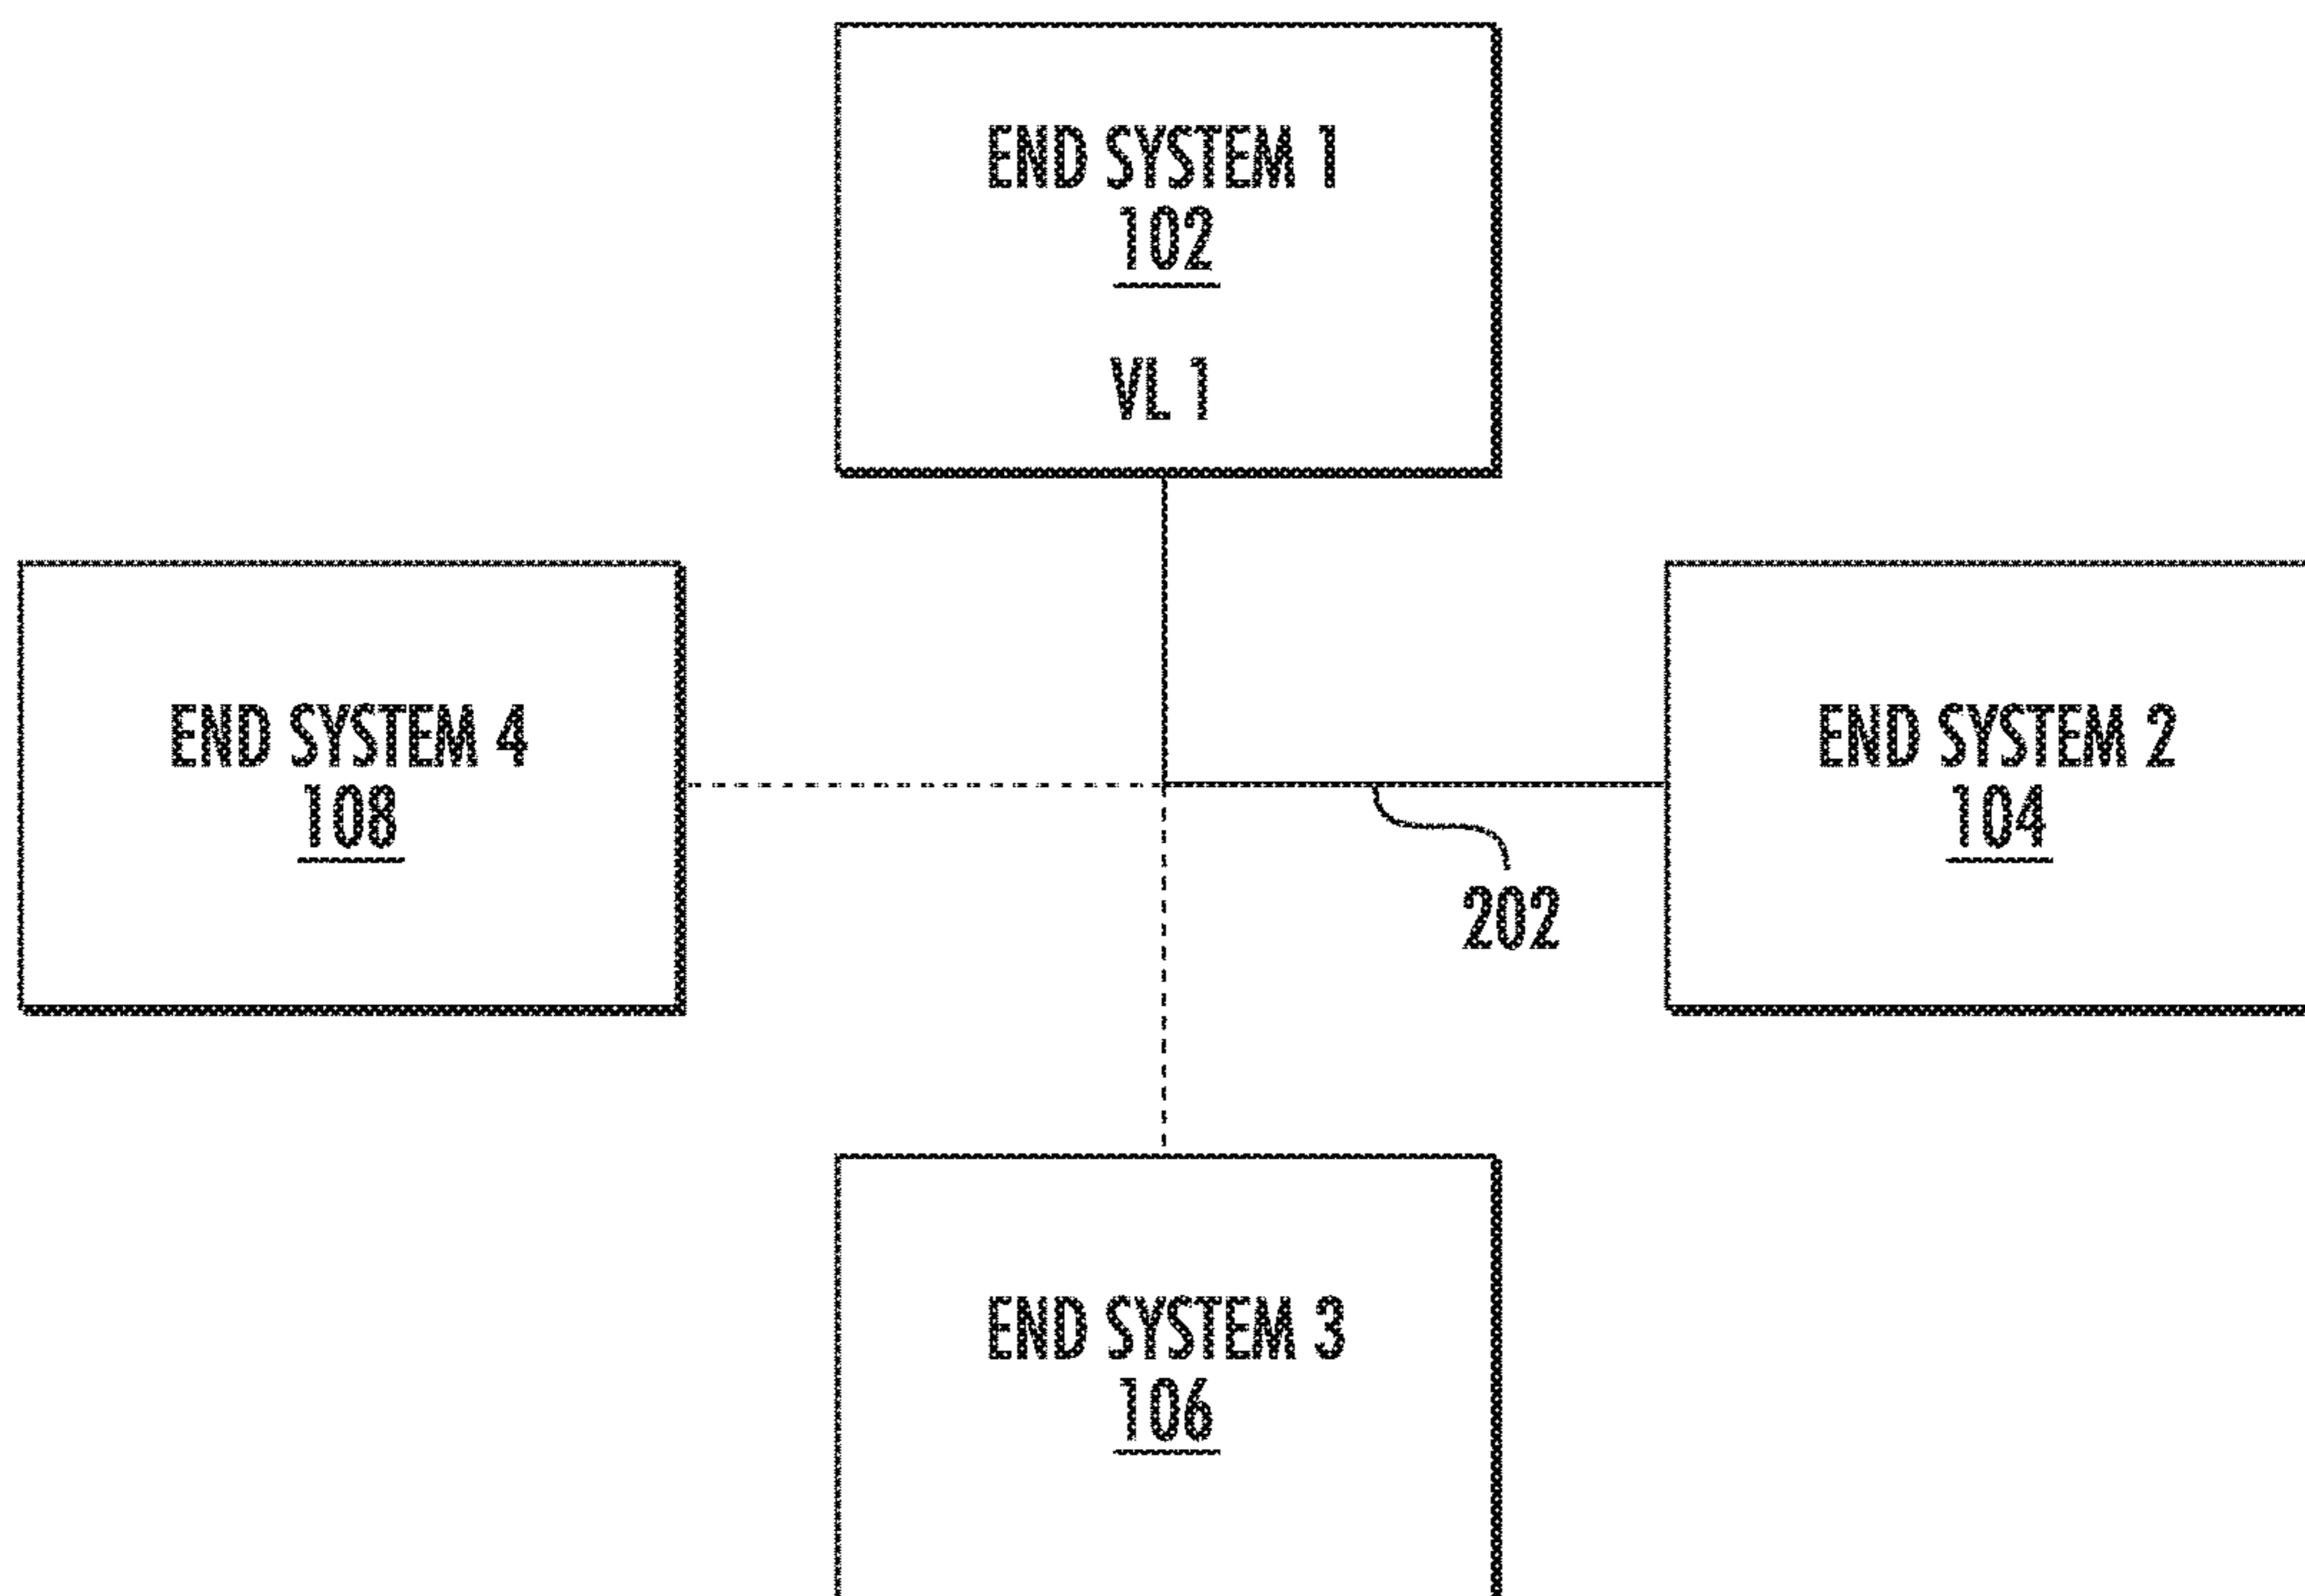 END SYSTEM 1
102
VL 1
END SYSTEM 4
108
END SYSTEM 2
104
202
END SYSTEM 3
106